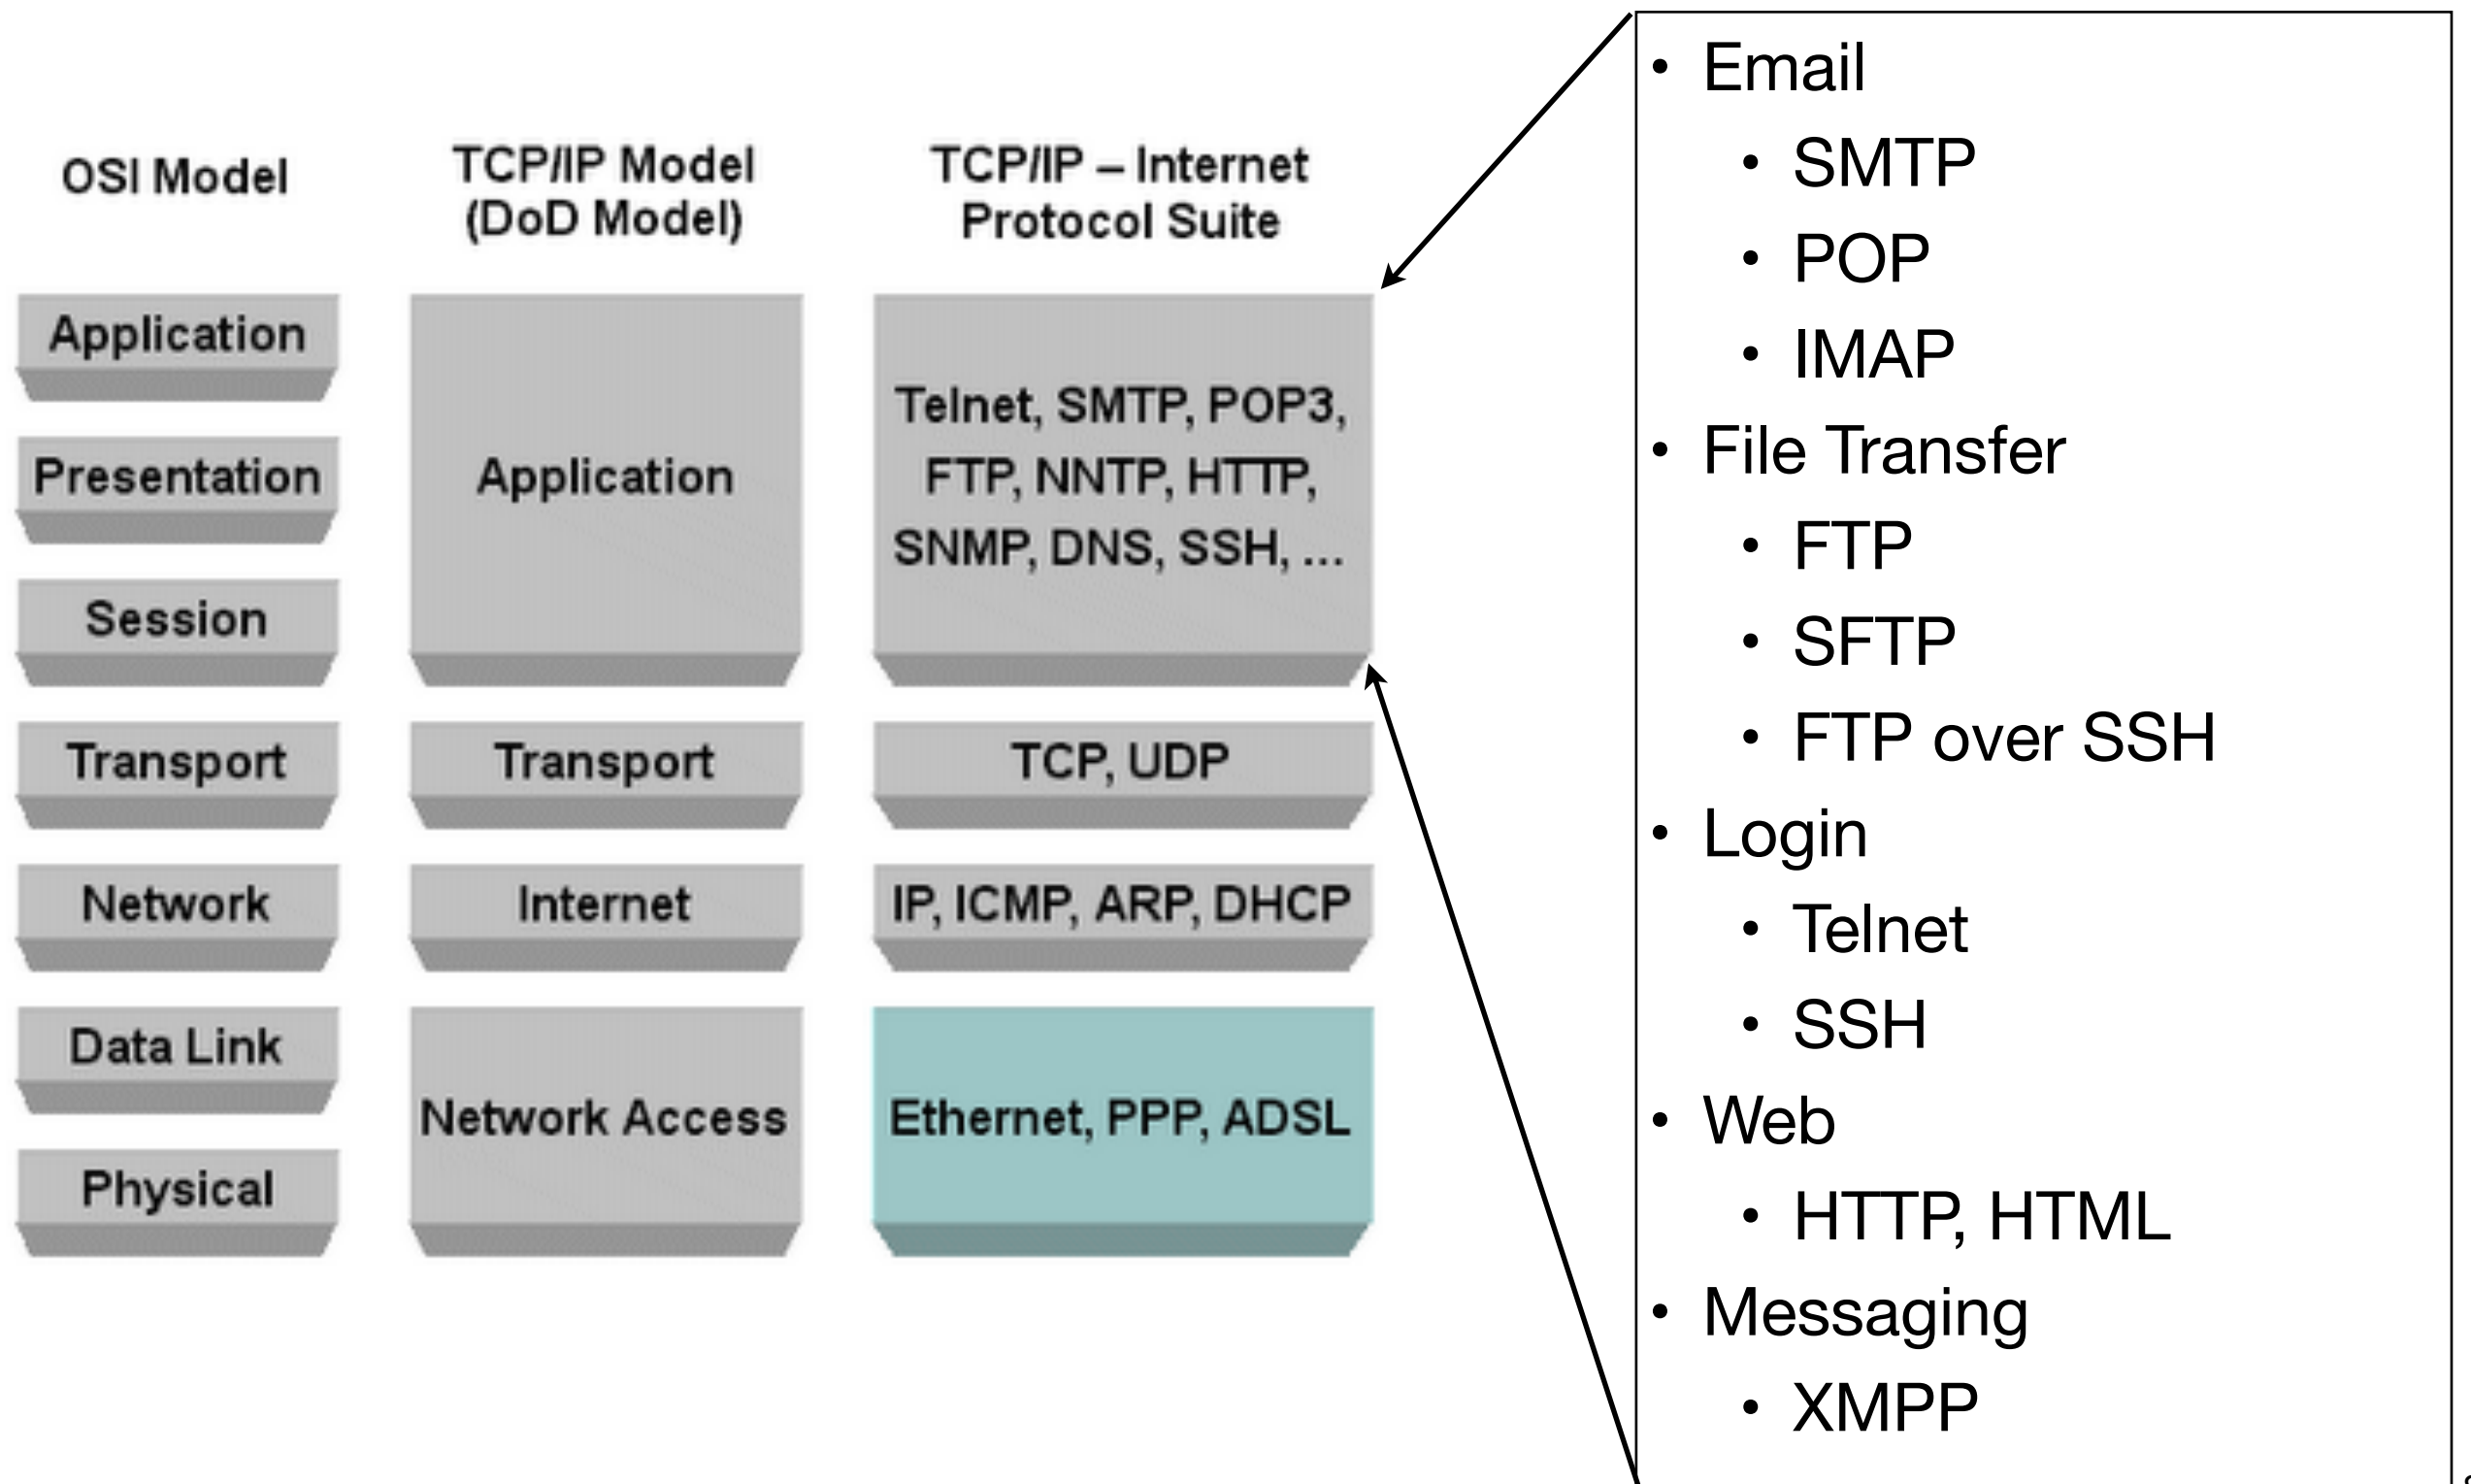 OSI Model
TCP/IP Model
(DoD Model)
TCP/IP – Internet
Protocol Suite
Application
Presentation
Session
Transport
Network
Data Link
Physical
Application
Transport
Internet
Network Access
Telnet, SMTP, POP3,
FTP, NNTP, HTTP,
SNMP, DNS, SSH, ...
TCP, UDP
IP, ICMP, ARP, DHCP
Ethernet, PPP, ADSL
• Email
• SMTP
• POP
• IMAP
• File Transfer
• FTP
• SFTP
• FTP over SSH
• Login
• Telnet
• SSH
• Web
• HTTP, HTML
• Messaging
• XMPP